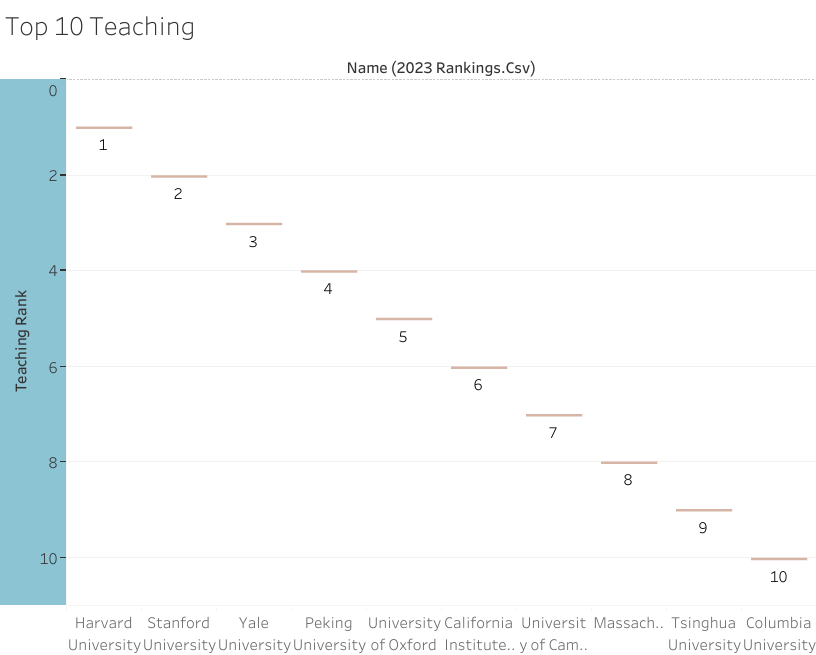 Top 10 Teaching
Name (2023 Rankings.Csv)
0
2
4
6
8
10
Teaching Rank
1
2
3
4
5
6
7
8
9
10
Harvard
University
Stanford
University
Yale
University
Peking
University
University
of Oxford
California
Institute..
Universit
y of Cam..
Massach..
Tsinghua
University
Columbia
University